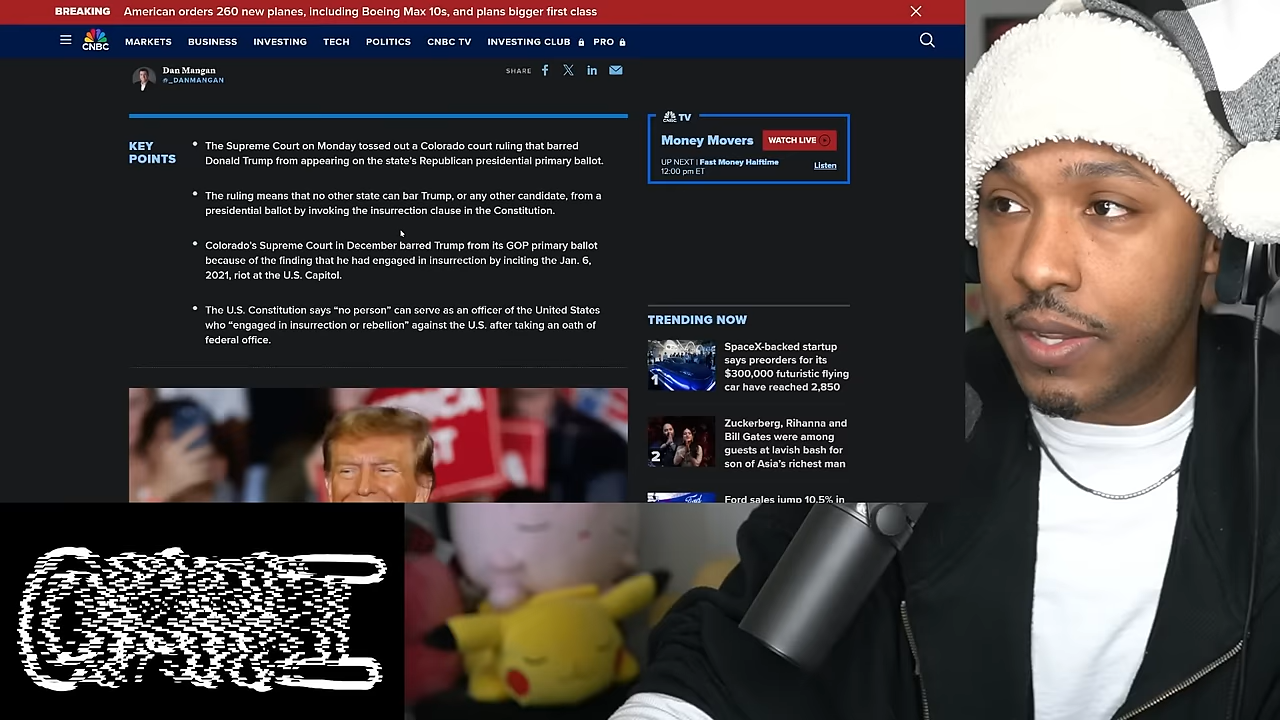 BREAKING American orders 260 new planes, including Boeing Max 10s, and plans bigger first class
CNBC
MARKETS BUSINESS INVESTING TECH POLITICS CNBC TV INVESTING CLUB PRO
Dan Mangan
@_DANMANGAN
SHARE
KEY
POINTS
The Supreme Court on Monday tossed out a Colorado court ruling that barred
Donald Trump from appearing on the state's Republican presidential primary ballot.
The ruling means that no other state can bar Trump, or any other candidate, from a
presidential ballot by invoking the insurrection clause in the Constitution.
Colorado's Supreme Court in December barred Trump from its GOP primary ballot
because of the finding that he had engaged in insurrection by inciting the Jan. 6,
2021, riot at the U.S. Capitol.
The U.S. Constitution says “no person” can serve as an officer of the United States
who “engaged in insurrection or rebellion” against the U.S. after taking an oath of
federal office.
TV
Money Movers WATCH LIVE
UP NEXT | Fast Money Halftime
12:00 pm ET
Listen
TRENDING NOW
1
SpaceX-backed startup
says preorders for its
$300,000 futuristic flying
car have reached 2,850
2
Zuckerberg, Rihanna and
Bill Gates were among
guests at lavish bash for
son of Asia's richest man
Ford sales jump 10.5% in